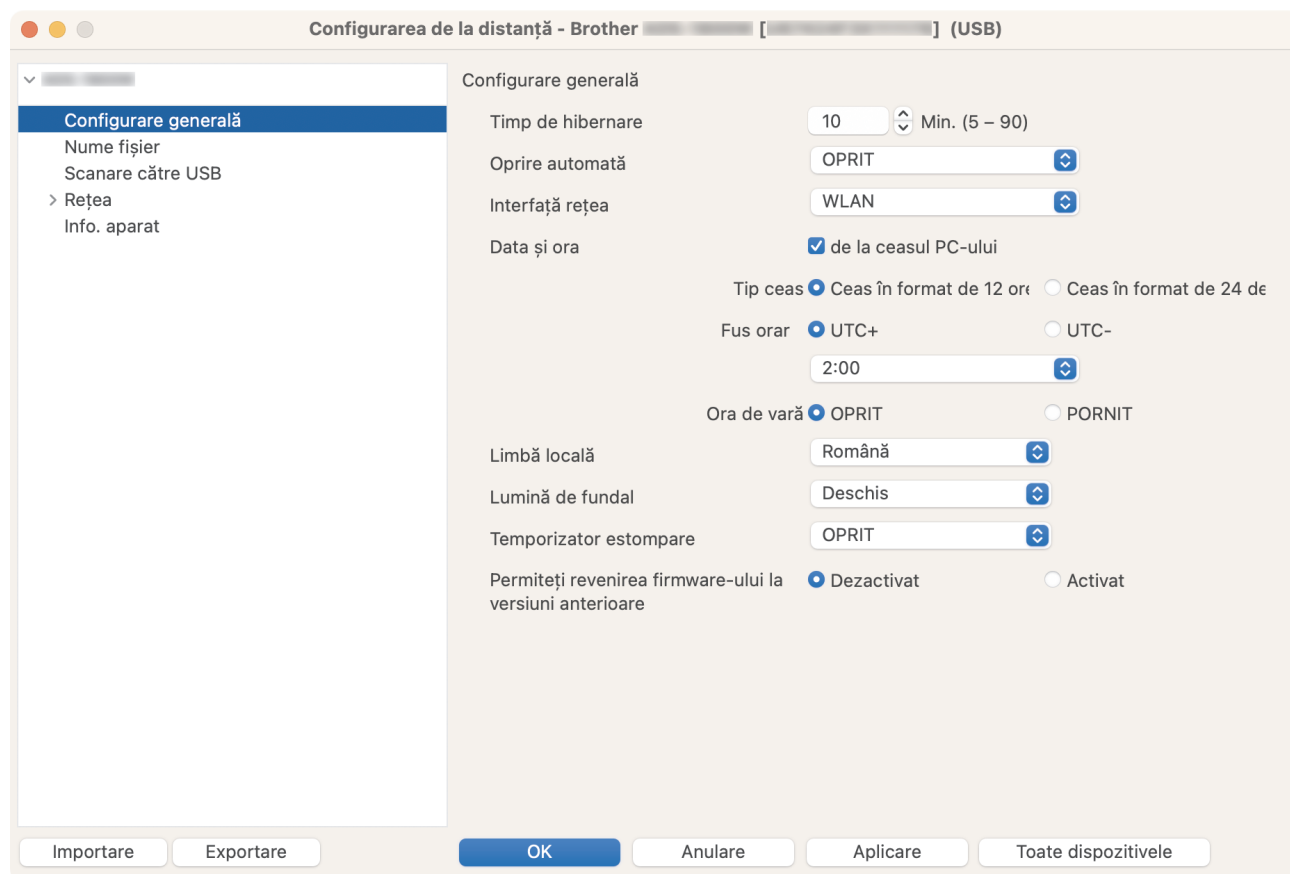 Configurarea de la distanță - Brother [ ] (USB)
Configurare generală
Nume fișier
Scanare către USB
Rețea
Info. aparat
Configurare generală
Timp de hibernare 10 Min. (5 – 90)
Oprire automată OPRIT
Interfață rețea WLAN
Data și ora de la ceasul PC-ului
Tip ceas Ceas în format de 12 ore Ceas în format de 24 de
Fus orar UTC+ UTC-
2:00
Ora de vară OPRIT PORNIT
Limbă locală Română
Lumină de fundal Deschis
Temporizator estompare OPRIT
Permiteți revenirea firmware-ului la Dezactivat Activat
versiuni anterioare
Importare Exportare OK Anulare Aplicare Toate dispozitivele